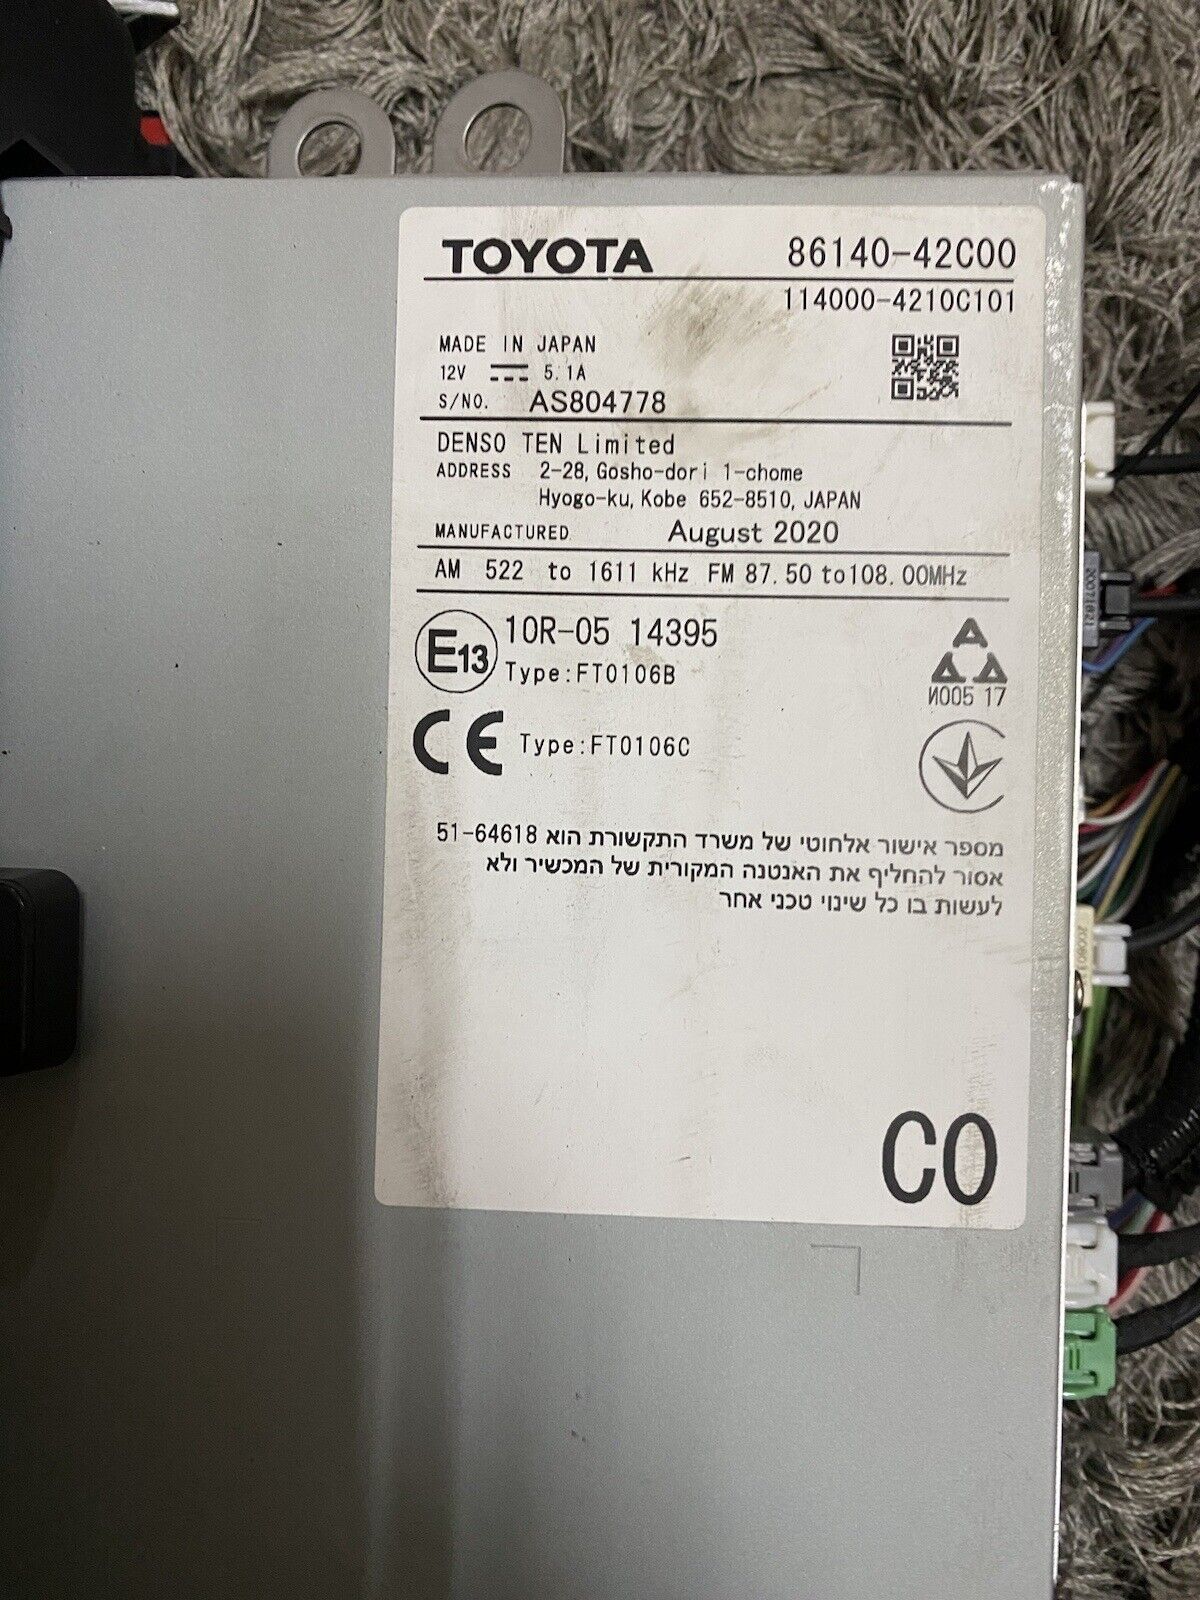 TOYOTA 86140-42C00
114000-4210C101
MADE IN JAPAN
12V 5.1A
S/NO. AS804778
DENSO TEN Limited
ADDRESS 2-28, Gosho-dori 1-chome
Hyogo-ku, Kobe 652-8510, JAPAN
MANUFACTURED August 2020
AM 522 to 1611 kHz FM 87.50 to 108.00MHz
E13 10R-05 14395
Type:FT0106B
И005 17
CE Type:FT0106C
מספר אישור אלחוטי של משרד התקשורת הוא 51-64618
אסור להחליף את האנטנה המקורית של המכשיר ולא
לעשות בו כל שינוי טכני אחר
C0